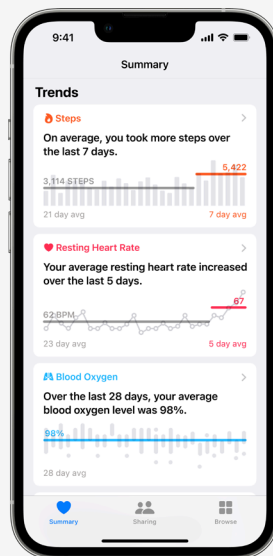 9:41
Summary
Trends
Steps
On average, you took more steps over
the last 7 days.
5,422
3,114 STEPS
21 day avg
7 day avg
Resting Heart Rate
Your average resting heart rate increased
over the last 5 days.
67
62 BPM
23 day avg
5 day avg
Blood Oxygen
Over the last 28 days, your average
blood oxygen level was 98%.
98%
28 day avg
Summary
Sharing
Browse